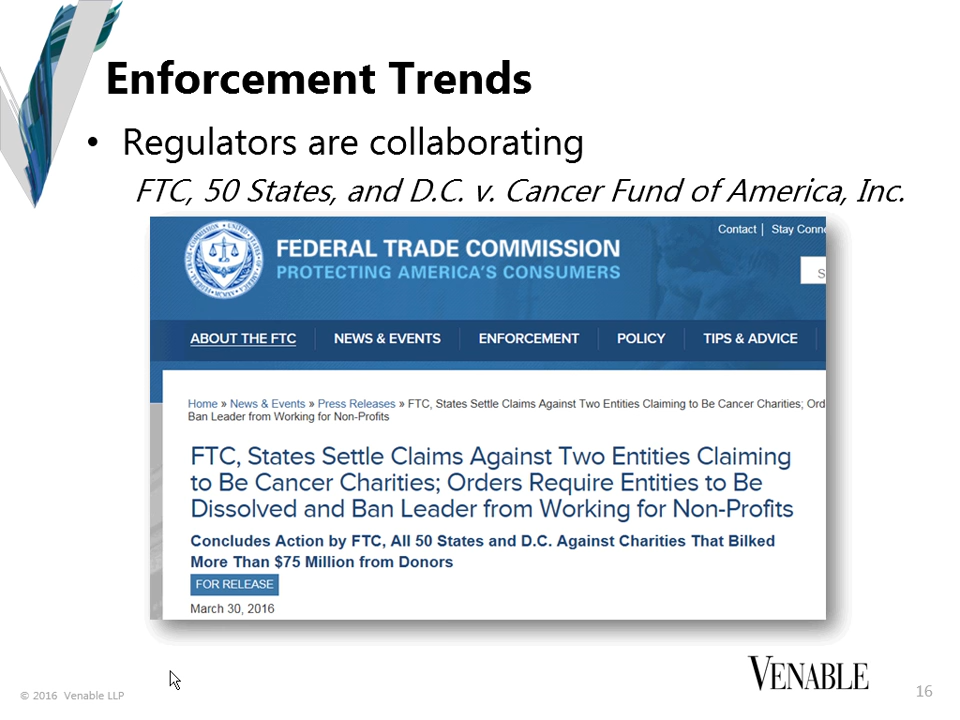 Enforcement Trends
• Regulators are collaborating
FTC, 50 States, and D.C. v. Cancer Fund of America, Inc.
Contact | Stay Conne
FEDERAL TRADE COMMISSION
PROTECTING AMERICA'S CONSUMERS
S
ABOUT THE FTC NEWS & EVENTS ENFORCEMENT POLICY TIPS & ADVICE
Home » News & Events » Press Releases » FTC, States Settle Claims Against Two Entities Claiming to Be Cancer Charities; Ord
Ban Leader from Working for Non-Profits
FTC, States Settle Claims Against Two Entities Claiming
to Be Cancer Charities; Orders Require Entities to Be
Dissolved and Ban Leader from Working for Non-Profits
Concludes Action by FTC, All 50 States and D.C. Against Charities That Bilked
More Than $75 Million from Donors
FOR RELEASE
March 30, 2016
© 2016 Venable LLP
VENABLE
16